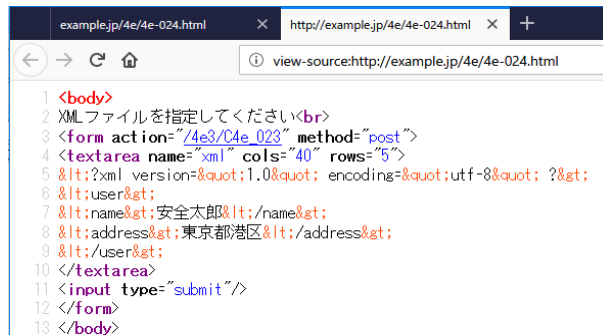 example.jp/4e/4e-024.html × http://example.jp/4e/4e-024.html × +
view-source:http://example.jp/4e/4e-024.html
1 <body>
2 XMLファイルを指定してください<br>
3 <form action="/4e3/C4e_023" method="post">
4 <textarea name="xml" cols="40" rows="5">
5 &lt;?xml version=&quot;1.0&quot; encoding=&quot;utf-8&quot; ?&gt;
6 &lt;user&gt;
7 &lt;name&gt;安全太郎&lt;/name&gt;
8 &lt;address&gt;東京都港区&lt;/address&gt;
9 &lt;/user&gt;
10 </textarea>
11 <input type="submit"/>
12 </form>
13 </body>